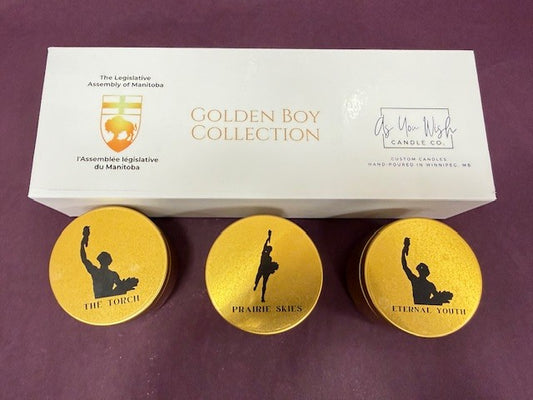 The Legislative
Assembly of Manitoba
l'Assemblée législative
du Manitoba
GOLDEN BOY
COLLECTION
As You Wish
CANDLE CO.
CUSTOM CANDLES
HAND-POURED IN WINNIPEG, MB
THE TORCH
PRAIRIE SKIES
ETERNAL YOUTH